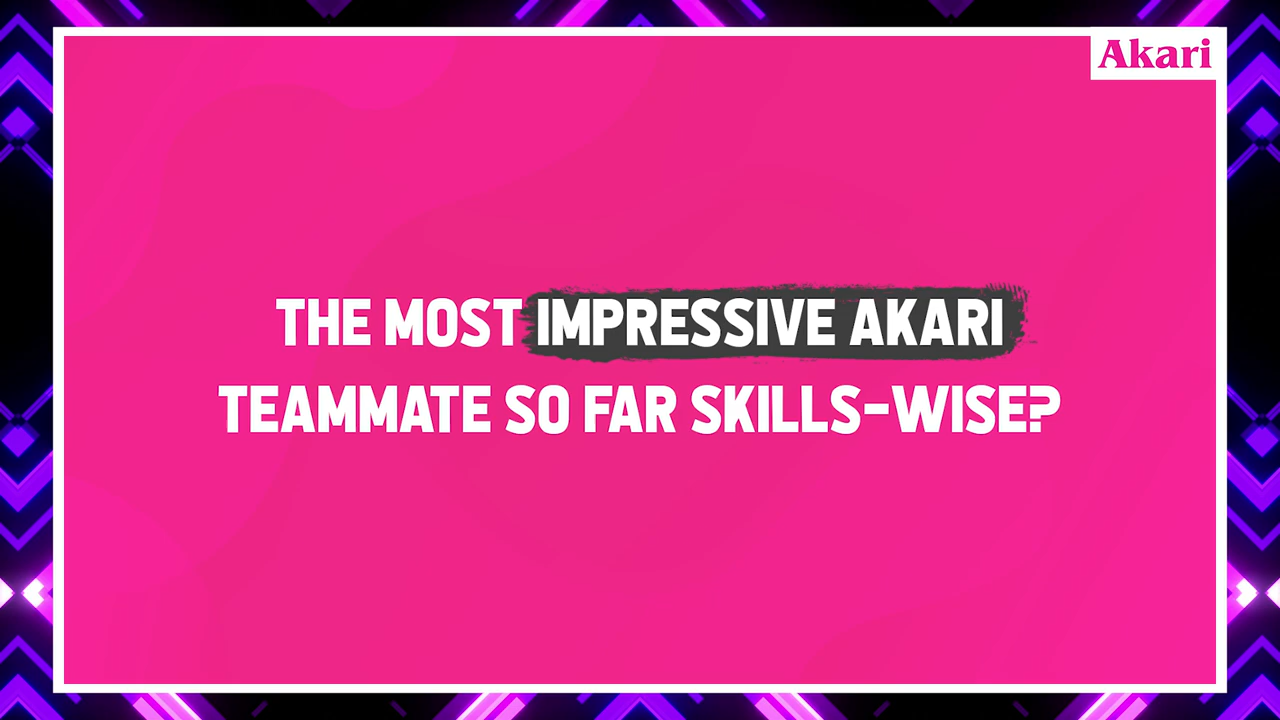 Akari
THE MOST IMPRESSIVE AKARI
TEAMMATE SO FAR SKILLS-WISE?